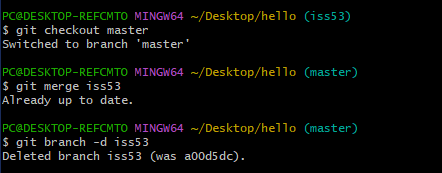 PC@DESKTOP-REFCMTO MINGW64 ~/Desktop/hello (iss53)
$ git checkout master
Switched to branch 'master'
PC@DESKTOP-REFCMTO MINGW64 ~/Desktop/hello (master)
$ git merge iss53
Already up to date.
PC@DESKTOP-REFCMTO MINGW64 ~/Desktop/hello (master)
$ git branch -d iss53
Deleted branch iss53 (was a00d5dc).